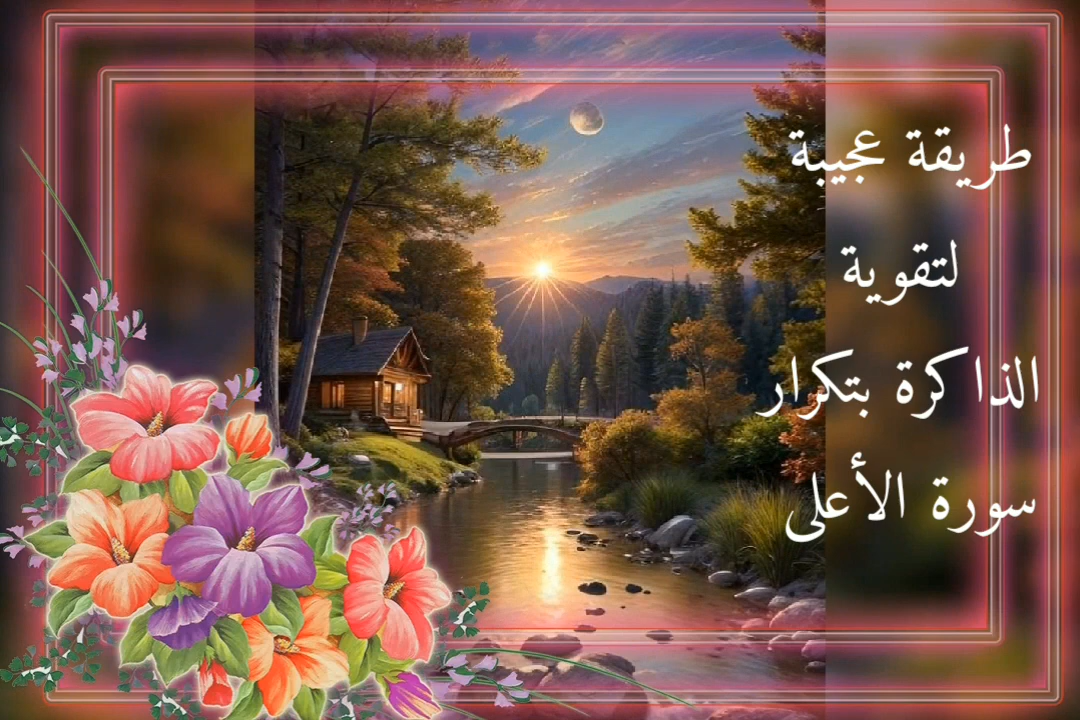 طريقة عجيبة
لتقوية
الذاكرة بتكرار
سورة الأعلى